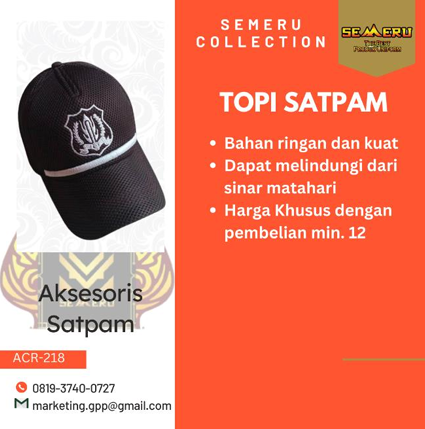 SEMERU
COLLECTION
SEMERU
TOPI SATPAM
• Bahan ringan dan kuat
• Dapat melindungi dari
sinar matahari
• Harga Khusus dengan
pembelian min. 12
SEMERU
Aksesoris
Satpam
ACR-218
0819-3740-0727
marketing.gpp@gmail.com